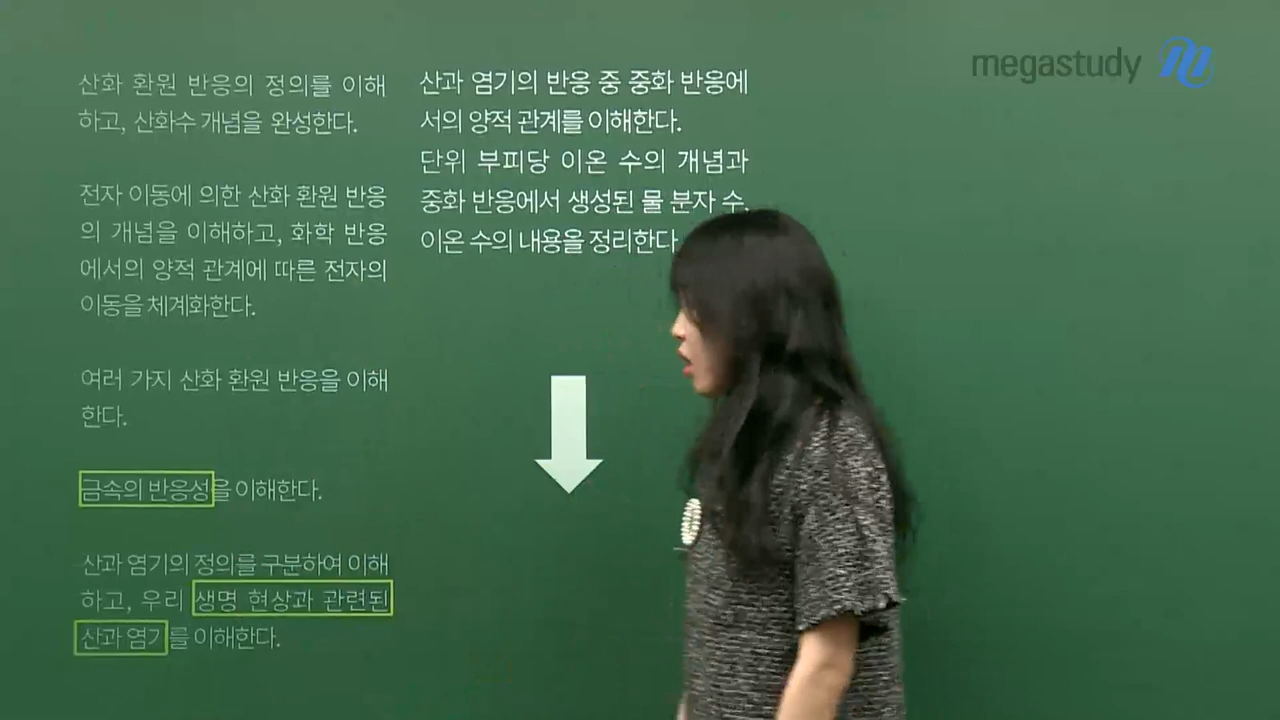 산화 환원 반응의 정의를 이해
하고, 산화수 개념을 완성한다.
전자 이동에 의한 산화 환원 반응
의 개념을 이해하고, 화학 반응
에서의 양적 관계에 따른 전자의
이동을 체계화한다.
여러 가지 산화 환원 반응을 이해
한다.
금속의 반응성을 이해한다.
산과 염기의 정의를 구분하여 이해
하고, 우리 생명 현상과 관련된
산과 염기를 이해한다.
산과 염기의 반응 중 중화 반응에
서의 양적 관계를 이해한다.
단위 부피당 이온 수의 개념과
중화 반응에서 생성된 물 분자 수,
이온 수의 내용을 정리한다
megastudy